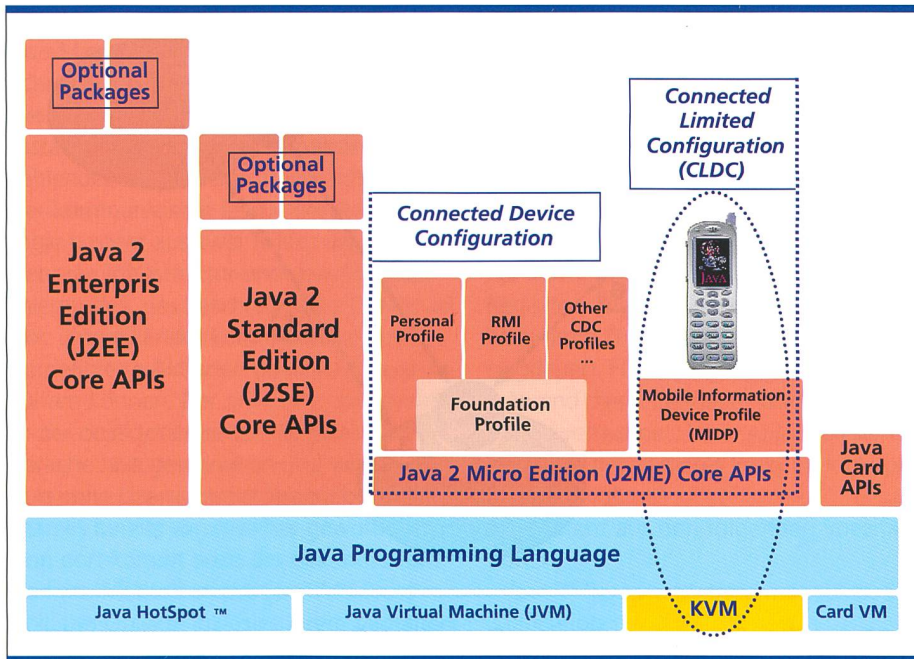 Optional
Packages
Java 2
Enterpris
Edition
(J2EE)
Core APIs
Optional
Packages
Java 2
Standard
Edition
(J2SE)
Core APIs
Connected Device
Configuration
Personal
Profile
RMI
Profile
Other
CDC
Profiles
...
Foundation
Profile
Connected
Limited
Configuration
(CLDC)
JAVA
Mobile Information
Device Profile
(MIDP)
Java 2 Micro Edition (J2ME) Core APIs
Java
Card
APIs
Java Programming Language
Java HotSpot ™
Java Virtual Machine (JVM)
KVM
Card VM